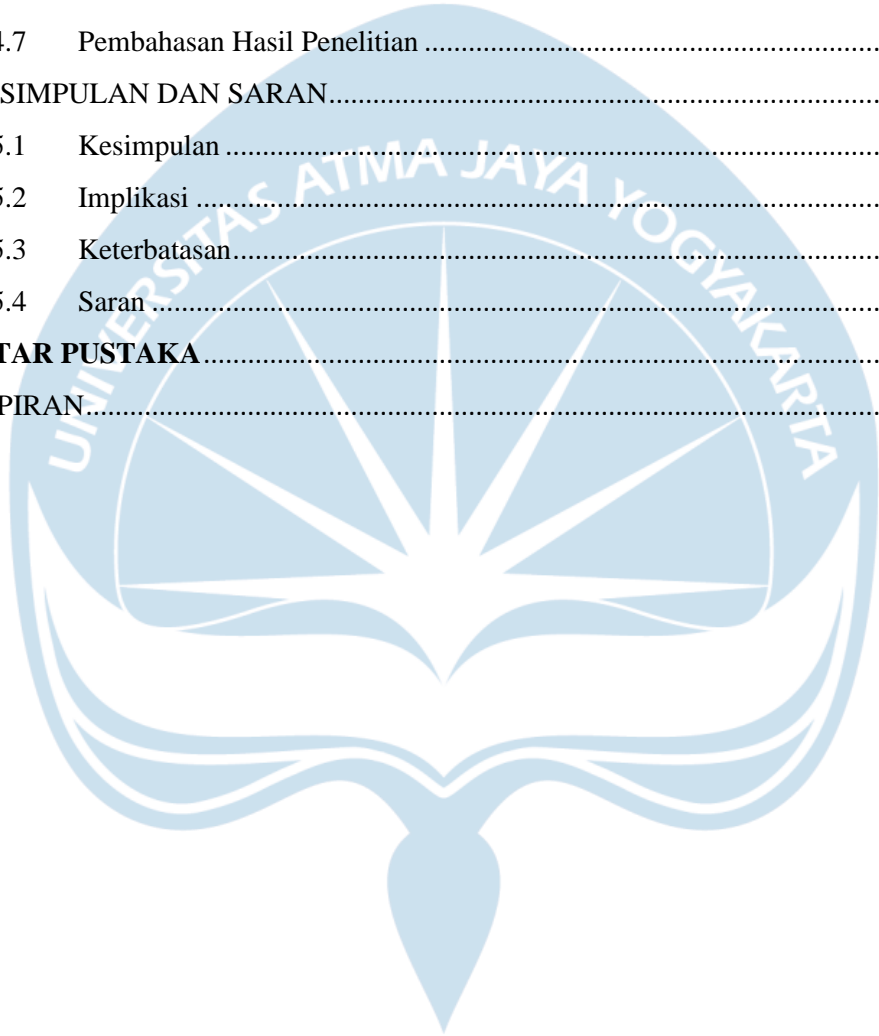 4.7 Pembahasan Hasil Penelitian ..............................................................
SIMPULAN DAN SARAN..........................................................................
5.1 Kesimpulan .........................................................................................
5.2 Implikasi .............................................................................................
5.3 Keterbatasan........................................................................................
5.4 Saran ...................................................................................................
TAR PUSTAKA............................................................................................
PIRAN...........................................................................................................
UNIVERSITAS ATMA JAYA YOGYAKARTA